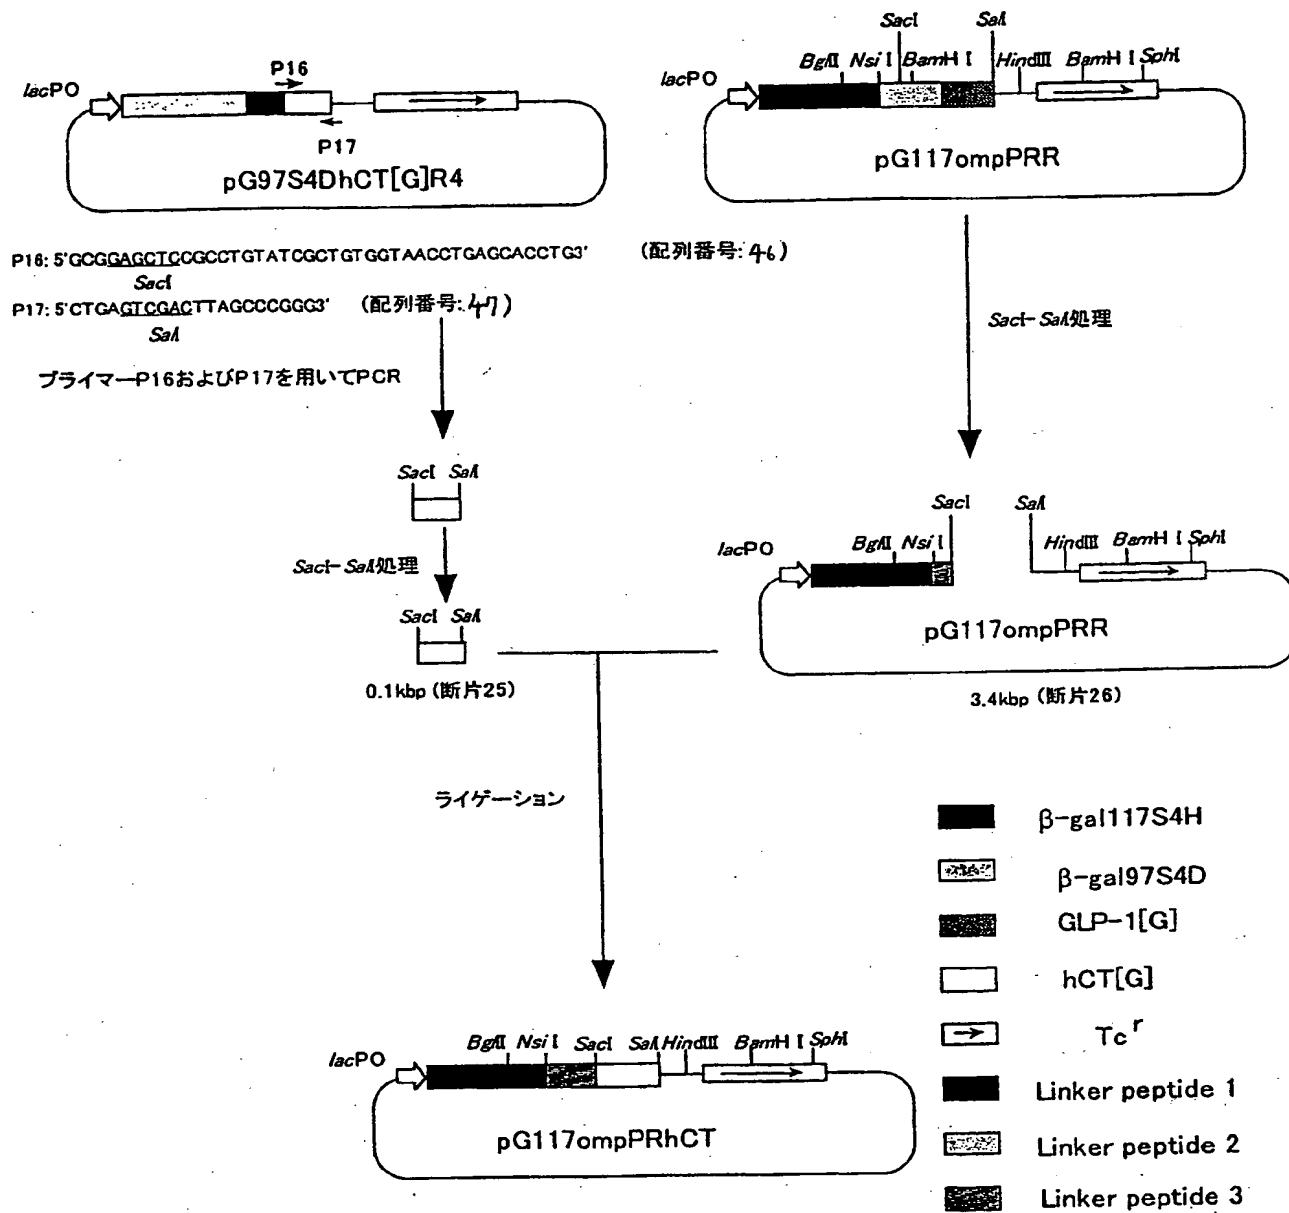 lacPO
P16
P17
pG97S4DhCT[G]R4
SacI SalI
BglII NsiI BamHI HindIII BamHI SphI
lacPO
pG117ompPRR
P16: 5'GCGGAGCTCCGCCTGTATCGCTGTGGTAACCTGAGCACCTG3' (配列番号:46)
SacI
P17: 5'CTGAGTCGACTTAGCCCGGG3' (配列番号:47)
SalI
プライマーP16およびP17を用いてPCR
SacI-SalI処理
SacI SalI
SacI-SalI処理
SacI SalI
0.1kbp (断片25)
SacI SalI
lacPO BglII NsiI HindIII BamHI SphI
pG117ompPRR
3.4kbp (断片26)
ライゲーション
lacPO BglII NsiI SacI SalI HindIII BamHI SphI
pG117ompPRhCT
β-gal117S4H
β-gal97S4D
GLP-1[G]
hCT[G]
Tcʳ
Linker peptide 1
Linker peptide 2
Linker peptide 3